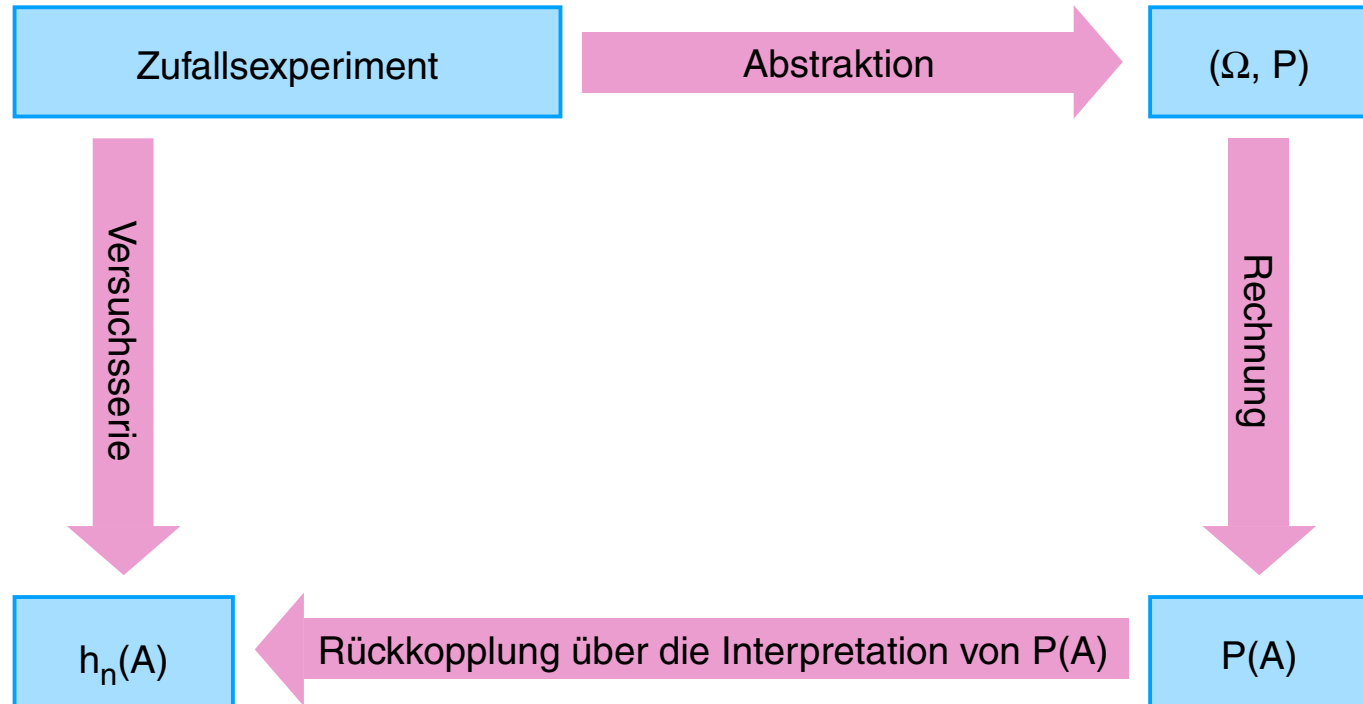 Zufallsexperiment
Abstraktion
(Ω, P)
Versuchsserie
Rechnung
hn(A)
Rückkopplung über die Interpretation von P(A)
P(A)